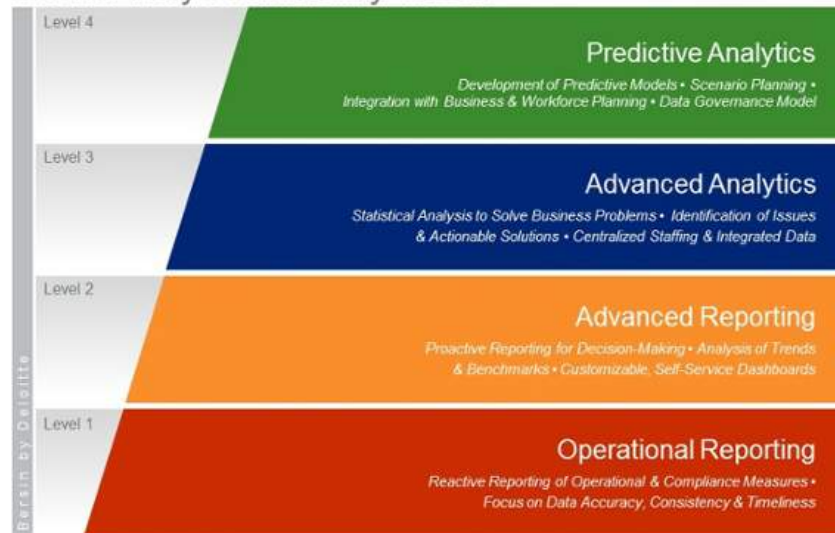 Level 4
Predictive Analytics
Development of Predictive Models • Scenario Planning •
Integration with Business & Workforce Planning • Data Governance Model
Level 3
Advanced Analytics
Statistical Analysis to Solve Business Problems • Identification of Issues
& Actionable Solutions • Centralized Staffing & Integrated Data
Level 2
Advanced Reporting
Proactive Reporting for Decision-Making • Analysis of Trends
& Benchmarks • Customizable, Self-Service Dashboards
Level 1
Operational Reporting
Reactive Reporting of Operational & Compliance Measures •
Focus on Data Accuracy, Consistency & Timeliness
Bersin by Deloitte